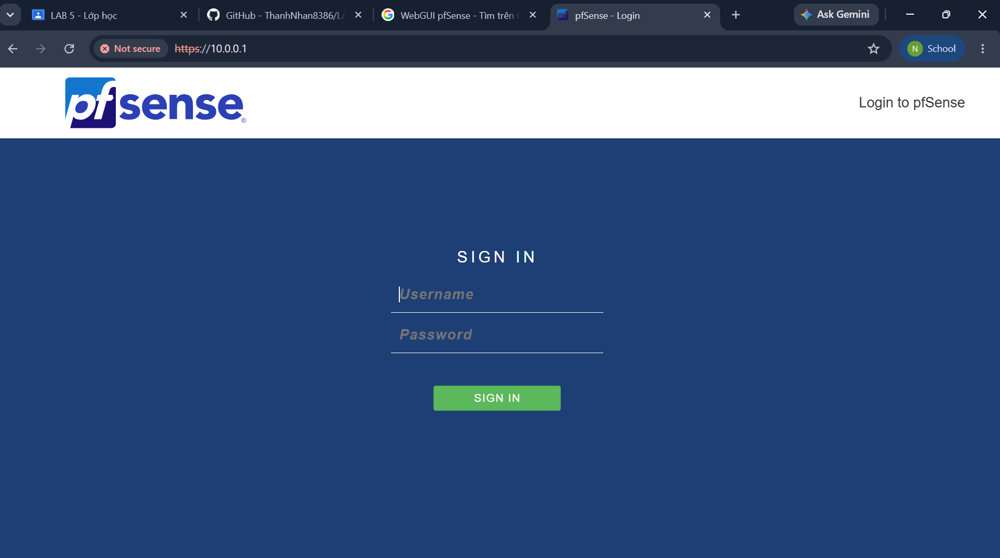 LAB 5 - Lớp học
GitHub - ThanhNhan8386/LA
WebGUI pfSense - Tìm trên
pfSense - Login
Ask Gemini
Not secure
https://10.0.0.1
N
School
pfsense®
Login to pfSense
SIGN IN
Username
Password
SIGN IN